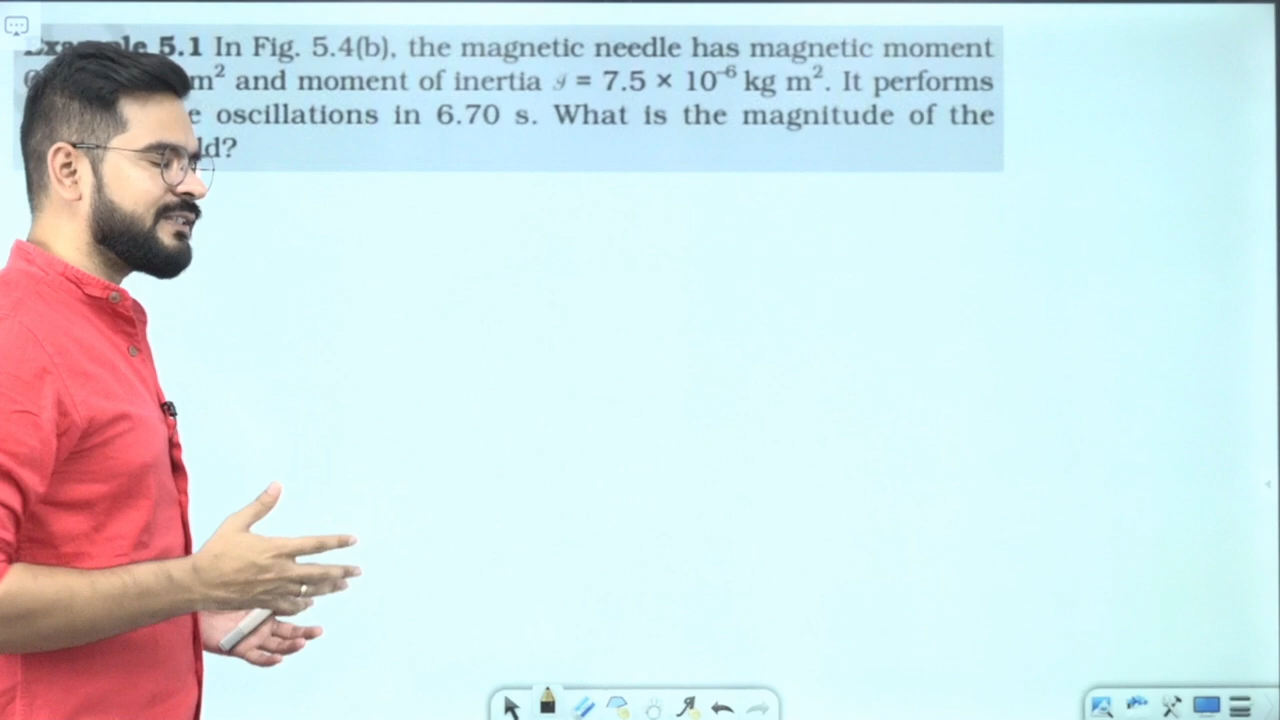 Example 5.1 In Fig. 5.4(b), the magnetic needle has magnetic moment
m² and moment of inertia 𝓘 = 7.5 × 10⁻⁶ kg m². It performs
oscillations in 6.70 s. What is the magnitude of the